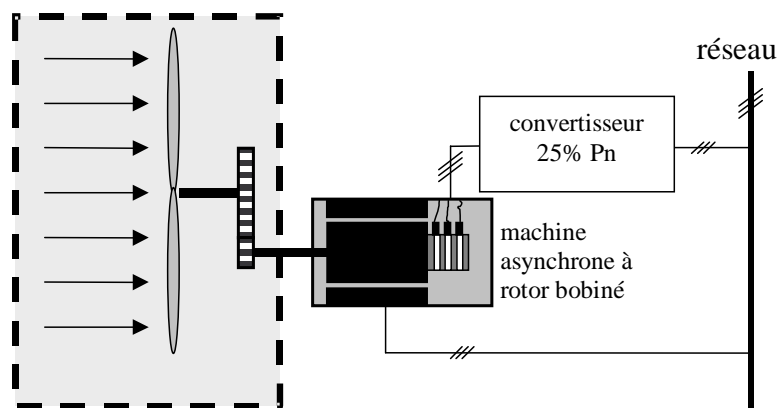 réseau
convertisseur
25% Pn
machine
asynchrone à
rotor bobiné